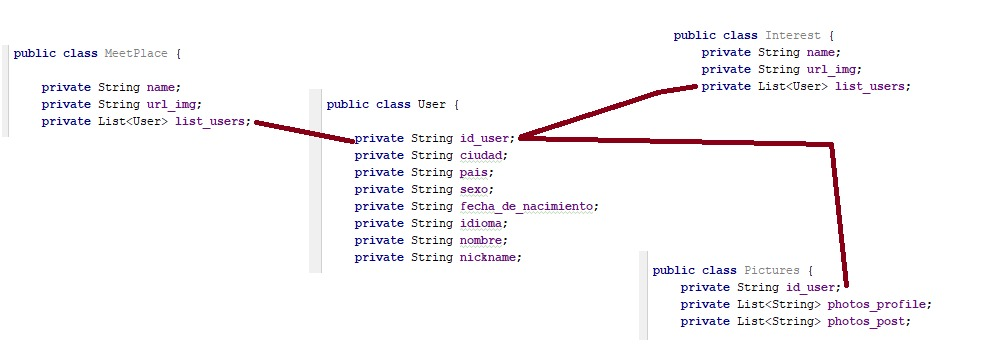 public class MeetPlace {
private String name;
private String url_img;
private List<User> list_users;
public class User {
private String id_user;
private String ciudad;
private String pais;
private String sexo;
private String fecha_de_nacimiento;
private String idioma;
private String nombre;
private String nickname;
public class Interest {
private String name;
private String url_img;
private List<User> list_users;
public class Pictures {
private String id_user;
private List<String> photos_profile;
private List<String> photos_post;